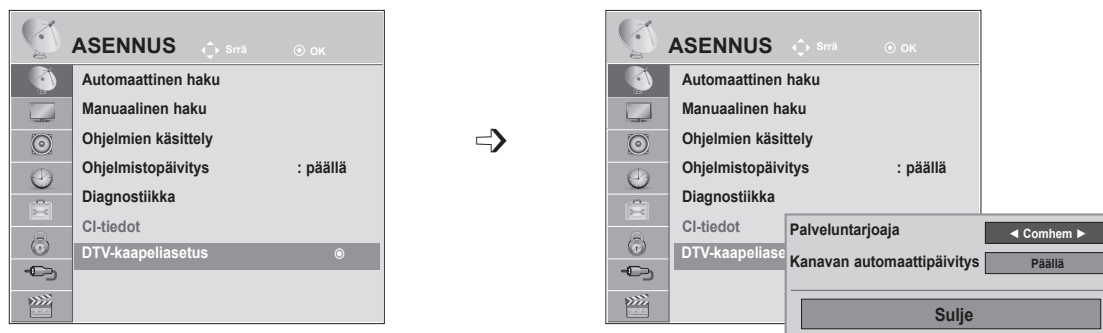 ASENNUS Srrä OK
Automaattinen haku
Manuaalinen haku
Ohjelmien käsittely
Ohjelmistopäivitys : päällä
Diagnostiikka
CI-tiedot
DTV-kaapeliasetus
ASENNUS Srrä OK
Automaattinen haku
Manuaalinen haku
Ohjelmien käsittely
Ohjelmistopäivitys : päällä
Diagnostiikka
CI-tiedot
DTV-kaapeliase
Palveluntarjoaja ◄ Comhem ►
Kanavan automaattipäivitys Päällä
Sulje